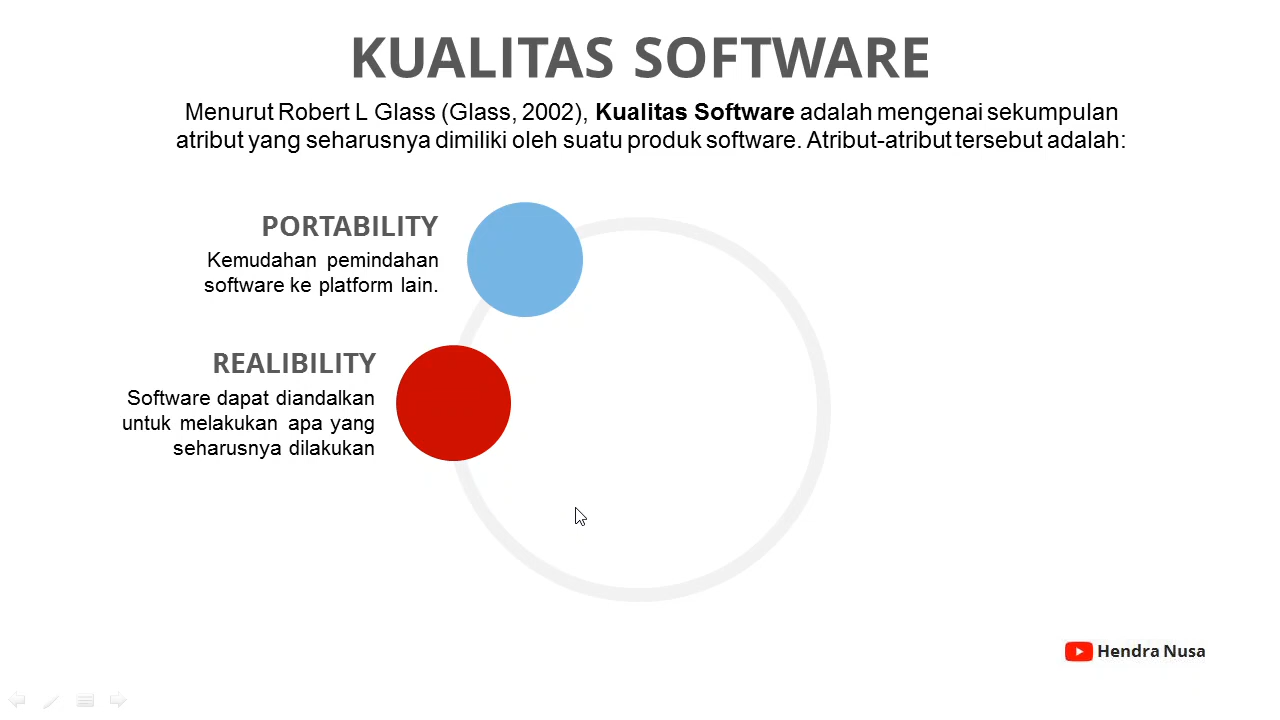 KUALITAS SOFTWARE
Menurut Robert L Glass (Glass, 2002), Kualitas Software adalah mengenai sekumpulan
atribut yang seharusnya dimiliki oleh suatu produk software. Atribut-atribut tersebut adalah:
PORTABILITY
Kemudahan pemindahan
software ke platform lain.
REALIBILITY
Software dapat diandalkan
untuk melakukan apa yang
seharusnya dilakukan
Hendra Nusa